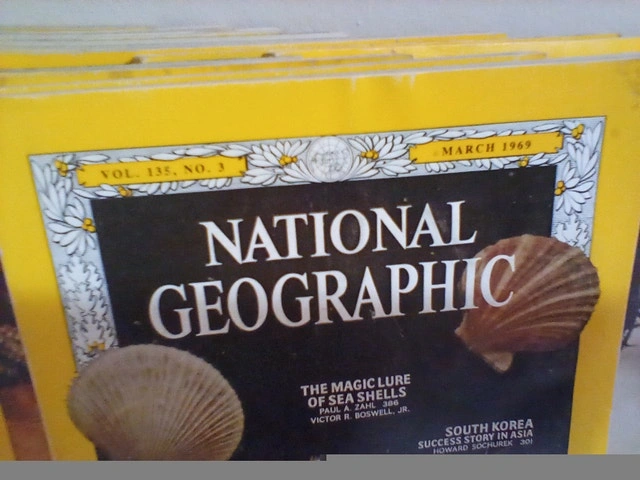 VOL. 135, NO. 3
MARCH 1969
NATIONAL
GEOGRAPHIC
THE MAGIC LURE
OF SEA SHELLS
PAUL A. ZAHL 386
VICTOR R. BOSWELL, JR.
SOUTH KOREA
SUCCESS STORY IN ASIA
HOWARD SOCHUREK 301